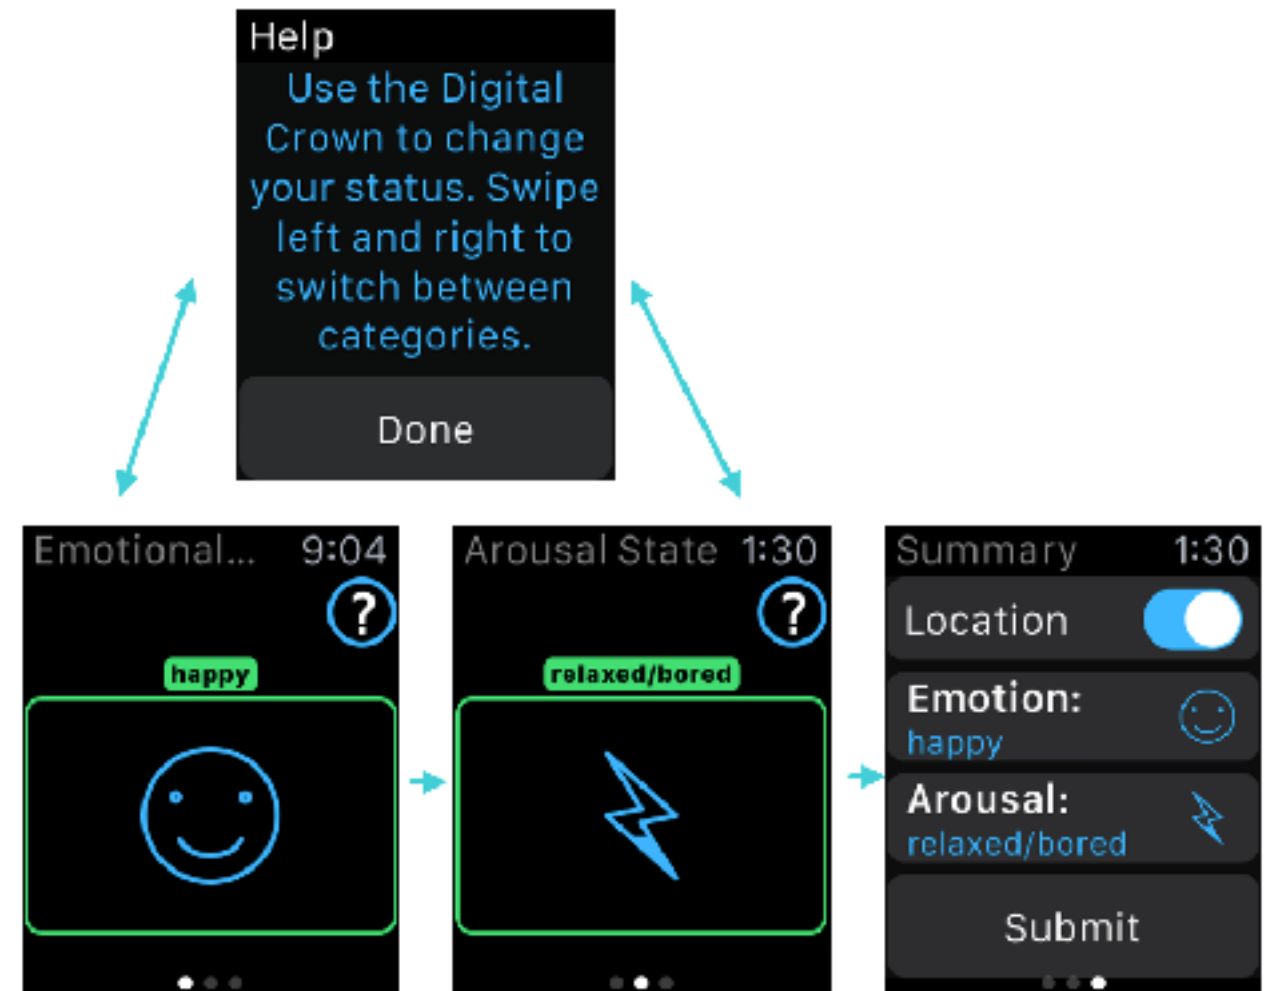 Help
Use the Digital
Crown to change
your status. Swipe
left and right to
switch between
categories.
Done
Emotional... 9:04
?
happy
Arousal State 1:30
?
relaxed/bored
Summary 1:30
Location
Emotion:
happy
Arousal:
relaxed/bored
Submit